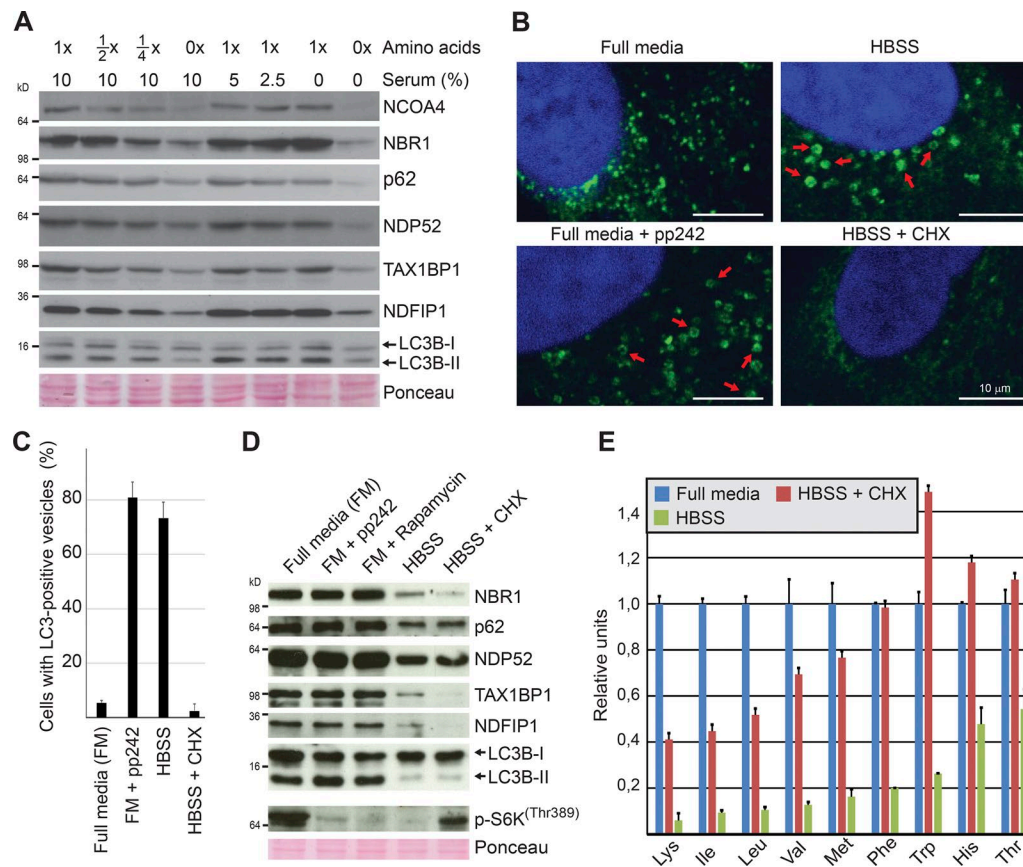 A
1x ½x ¼x 0x 1x 1x 1x 0x Amino acids
10 10 10 10 5 2.5 0 0 Serum (%)
kD
NCOA4
64
NBR1
98
p62
64
NDP52
98
TAX1BP1
36
NDFIP1
16
LC3B-I
LC3B-II
Ponceau
B
Full media
HBSS
Full media + pp242
HBSS + CHX
10 µm
C
Cells with LC3-positive vesicles (%)
80
60
40
20
Full media (FM)
FM + pp242
HBSS
HBSS + CHX
D
Full media (FM)
FM + pp242
FM + Rapamycin
HBSS
HBSS + CHX
kD
NBR1
98
64
p62
64
NDP52
98
TAX1BP1
36
NDFIP1
LC3B-I
16
LC3B-II
64
p-S6K(Thr389)
Ponceau
E
Full media
HBSS + CHX
HBSS
Relative units
1,4
1,2
1,0
0,8
0,6
0,4
0,2
Lys Ile Leu Val Met Phe Trp His Thr